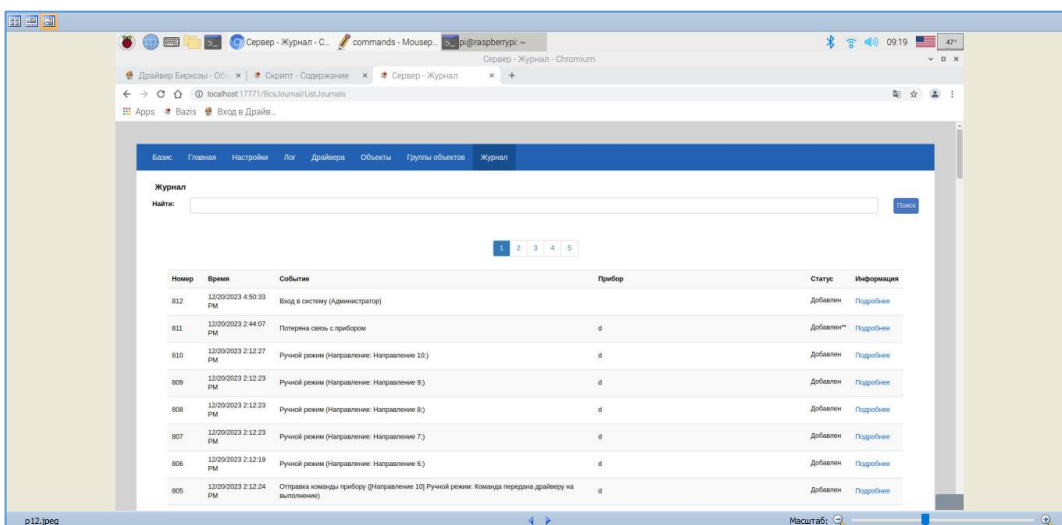 Сервер - Журнал - C... commands - Mousep... pi@raspberrypi: ~ 09:19 47°
Сервер - Журнал - Chromium
Драйвер Бирюзы - Об Скрипт - Содержание Сервер - Журнал
localhost:17771/BcsJournal/ListJournals
Apps Bazis Вход в Драйв...
Базис Главная Настройки Лог Драйвера Объекты Группы объектов Журнал
Журнал
Найти: Поиск
1 2 3 4 5
Номер Время Событие Прибор Статус Информация
812 12/20/2023 4:50:33 PM Вход в систему (Администратор) Добавлен Подробнее
811 12/20/2023 2:44:07 PM Потеряна связь с прибором d Добавлен** Подробнее
810 12/20/2023 2:12:27 PM Ручной режим (Направление: Направление 10;) d Добавлен Подробнее
809 12/20/2023 2:12:23 PM Ручной режим (Направление: Направление 9;) d Добавлен Подробнее
808 12/20/2023 2:12:23 PM Ручной режим (Направление: Направление 8;) d Добавлен Подробнее
807 12/20/2023 2:12:23 PM Ручной режим (Направление: Направление 7;) d Добавлен Подробнее
806 12/20/2023 2:12:19 PM Ручной режим (Направление: Направление 6;) d Добавлен Подробнее
805 12/20/2023 2:12:24 PM Отправка команды прибору ([Направление 10] Ручной режим: Команда передана драйверу на выполнение) d Добавлен Подробнее
p12.jpeg Масштаб: